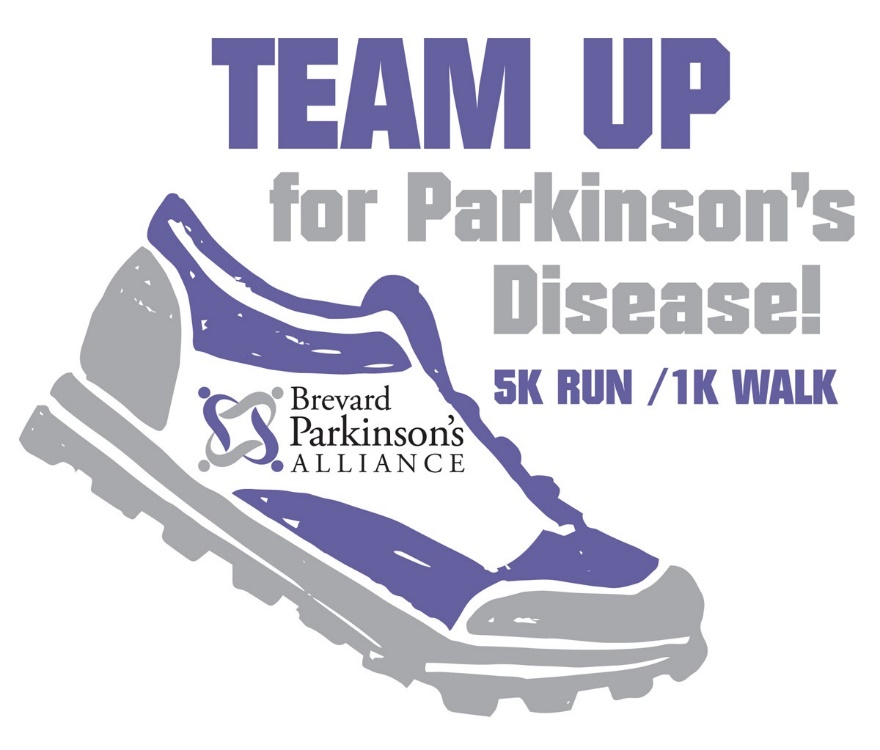 TEAM UP
for Parkinson's
Disease!
5K RUN /1K WALK
Brevard
Parkinson's
ALLIANCE